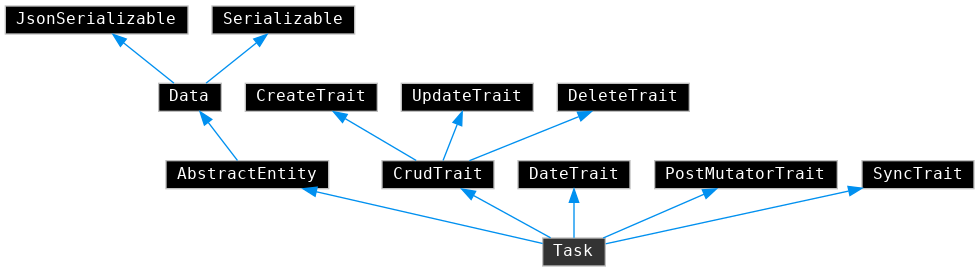 JsonSerializable
Serializable
Data
CreateTrait
UpdateTrait
DeleteTrait
AbstractEntity
CrudTrait
DateTrait
PostMutatorTrait
SyncTrait
Task